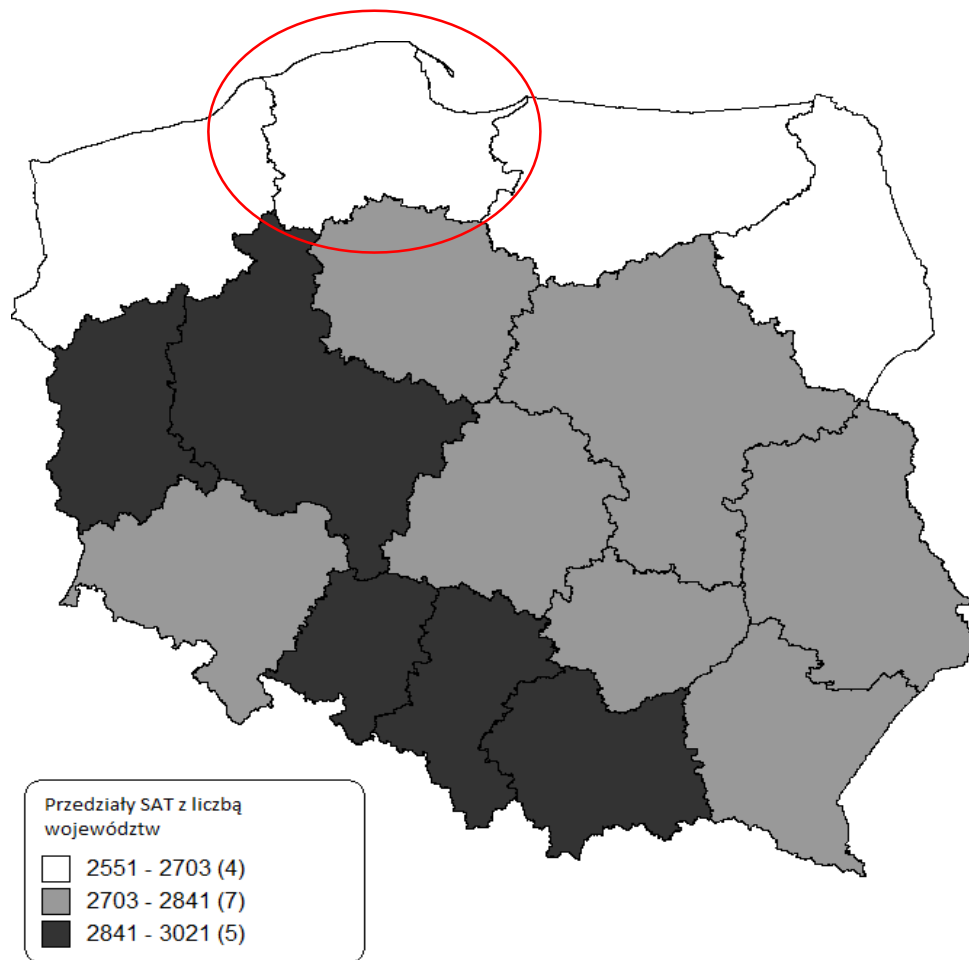 Przedziały SAT z liczbą
województw
2551 - 2703 (4)
2703 - 2841 (7)
2841 - 3021 (5)